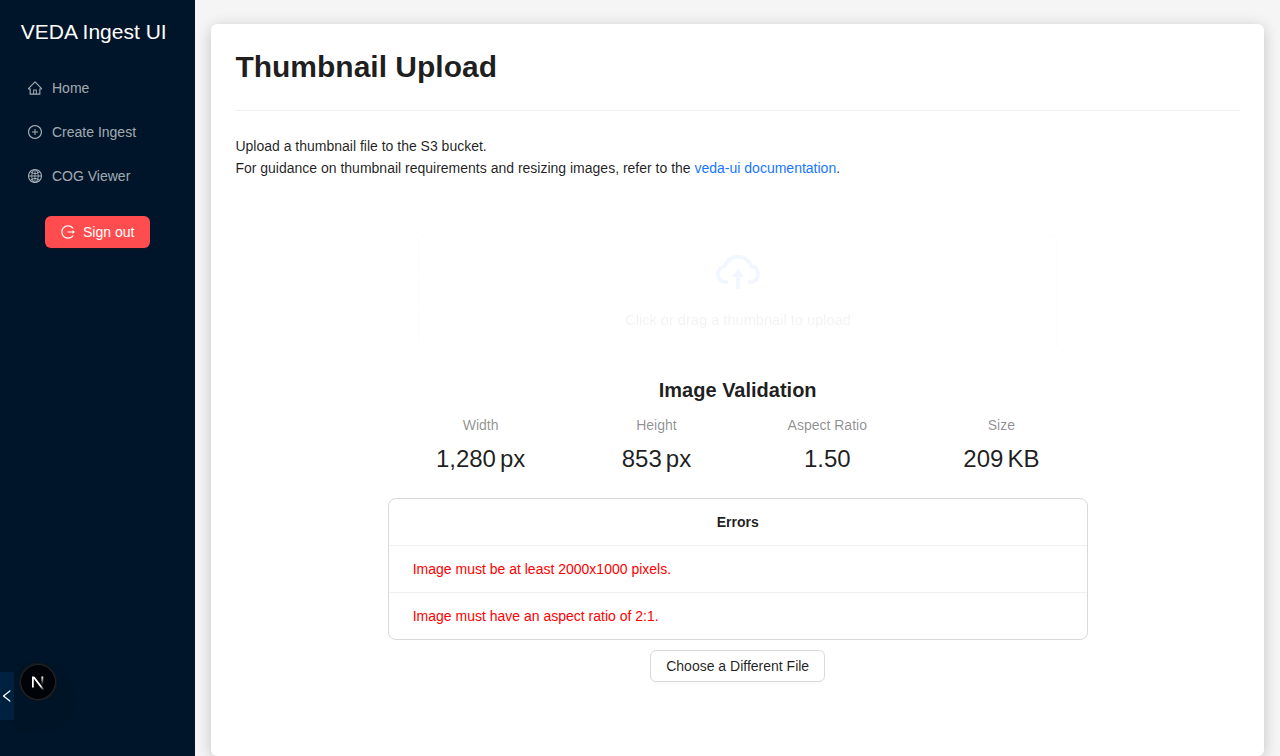 VEDA Ingest UI
Home
Create Ingest
COG Viewer
Sign out
Thumbnail Upload
Upload a thumbnail file to the S3 bucket.
For guidance on thumbnail requirements and resizing images, refer to the veda-ui documentation.
Click or drag a thumbnail to upload
Image Validation
Width Height Aspect Ratio Size
1,280 px 853 px 1.50 209 KB
Errors
Image must be at least 2000x1000 pixels.
Image must have an aspect ratio of 2:1.
Choose a Different File
N